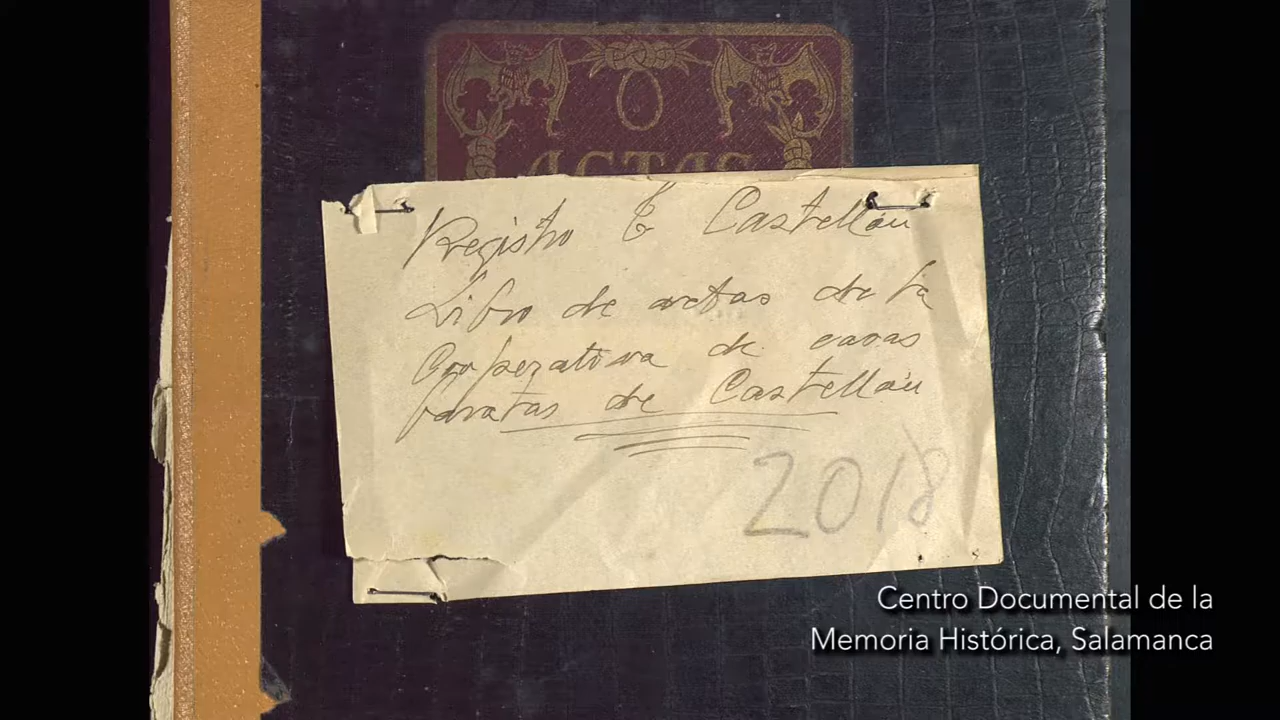 O
ACTAS
Registro E Castellón
Libro de actas de la
Cooperativa de casas
baratas de Castellón
2018
Centro Documental de la
Memoria Histórica, Salamanca